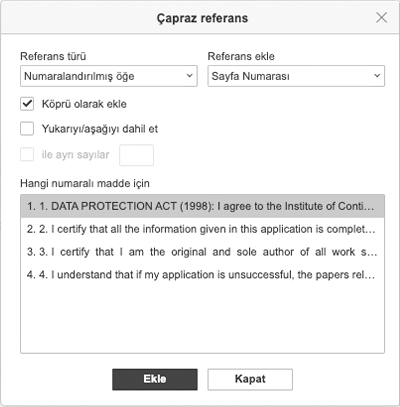 Çapraz referans
Referans türü Referans ekle
Numaralandırılmış öğe Sayfa Numarası
Köprü olarak ekle
Yukarıyı/aşağıyı dahil et
ile ayrı sayılar
Hangi numaralı madde için
1. 1. DATA PROTECTION ACT (1998): I agree to the Institute of Conti...
2. 2. I certify that all the information given in this application is complet...
3. 3. I certify that I am the original and sole author of all work s...
4. 4. I understand that if my application is unsuccessful, the papers rel...
Ekle Kapat